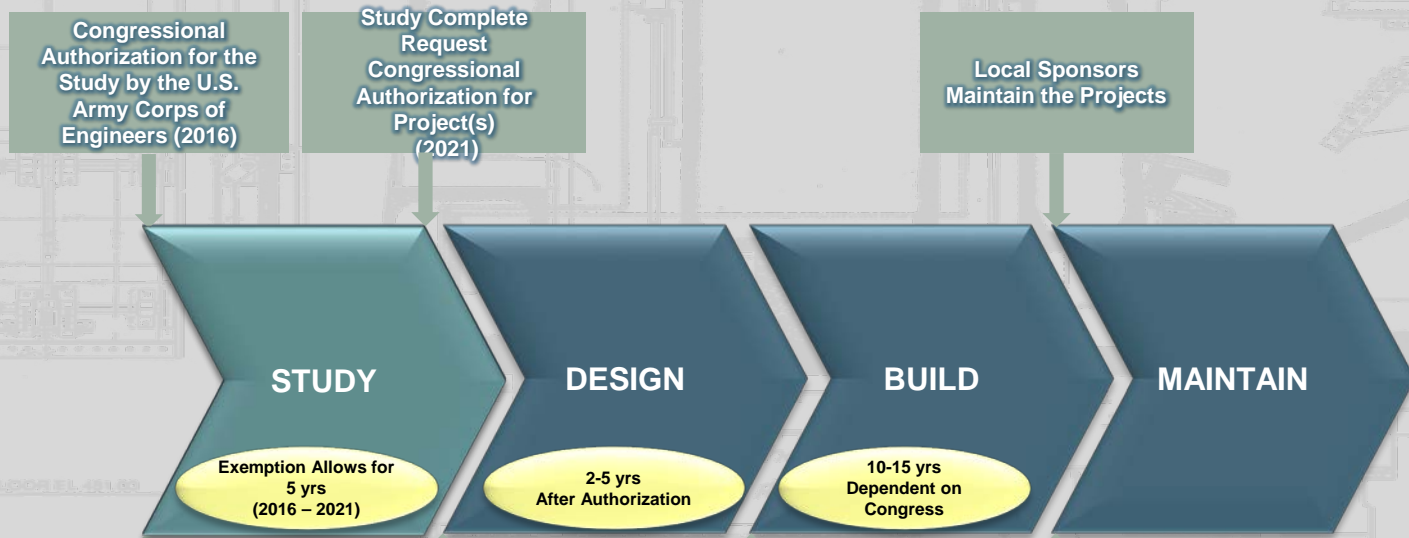 Congressional
Authorization for the
Study by the U.S.
Army Corps of
Engineers (2016)
Study Complete
Request
Congressional
Authorization for
Project(s)
(2021)
Local Sponsors
Maintain the Projects
STUDY
DESIGN
BUILD
MAINTAIN
Exemption Allows for
5 yrs
(2016 – 2021)
2-5 yrs
After Authorization
10-15 yrs
Dependent on
Congress